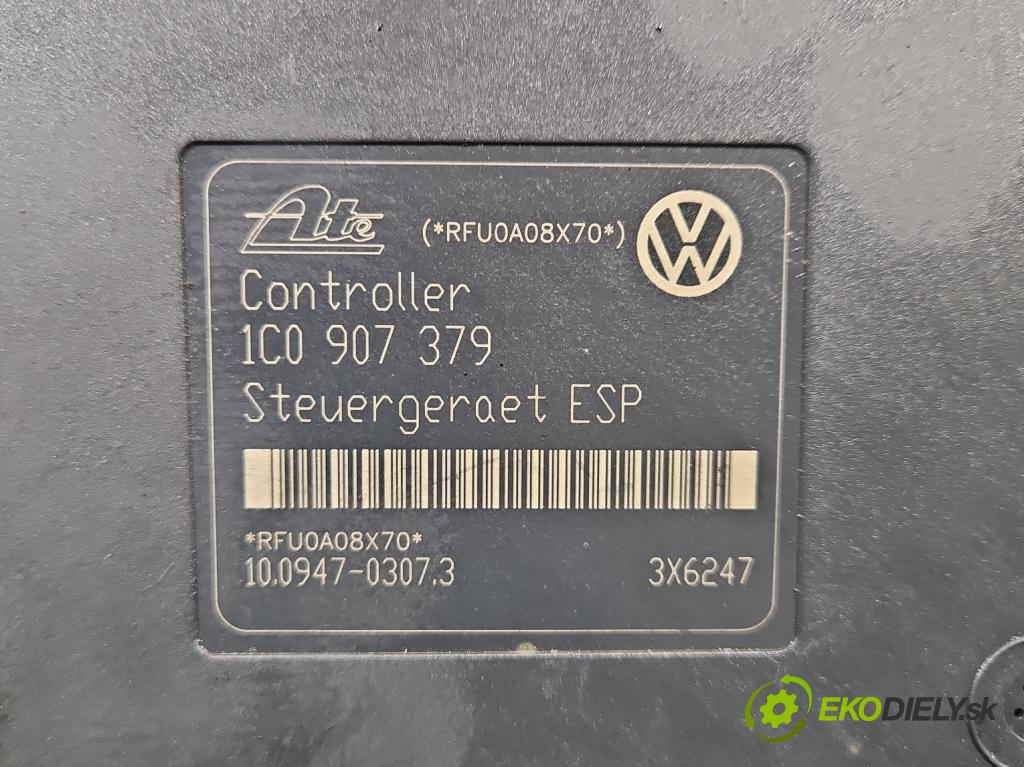 Ate (*RFU0A08X70*)
Controller
1C0 907 379
Steuergeraet ESP
*RFU0A08X70*
10.0947-0307.3 3X6247
EKODIELY.sk